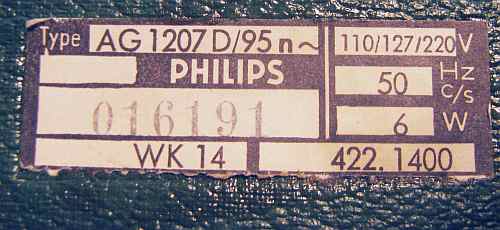 Type AG 1207 D/95 n~ 110/127/220 V
PHILIPS 50 Hz c/s
016191 6 W
WK 14 422.1400